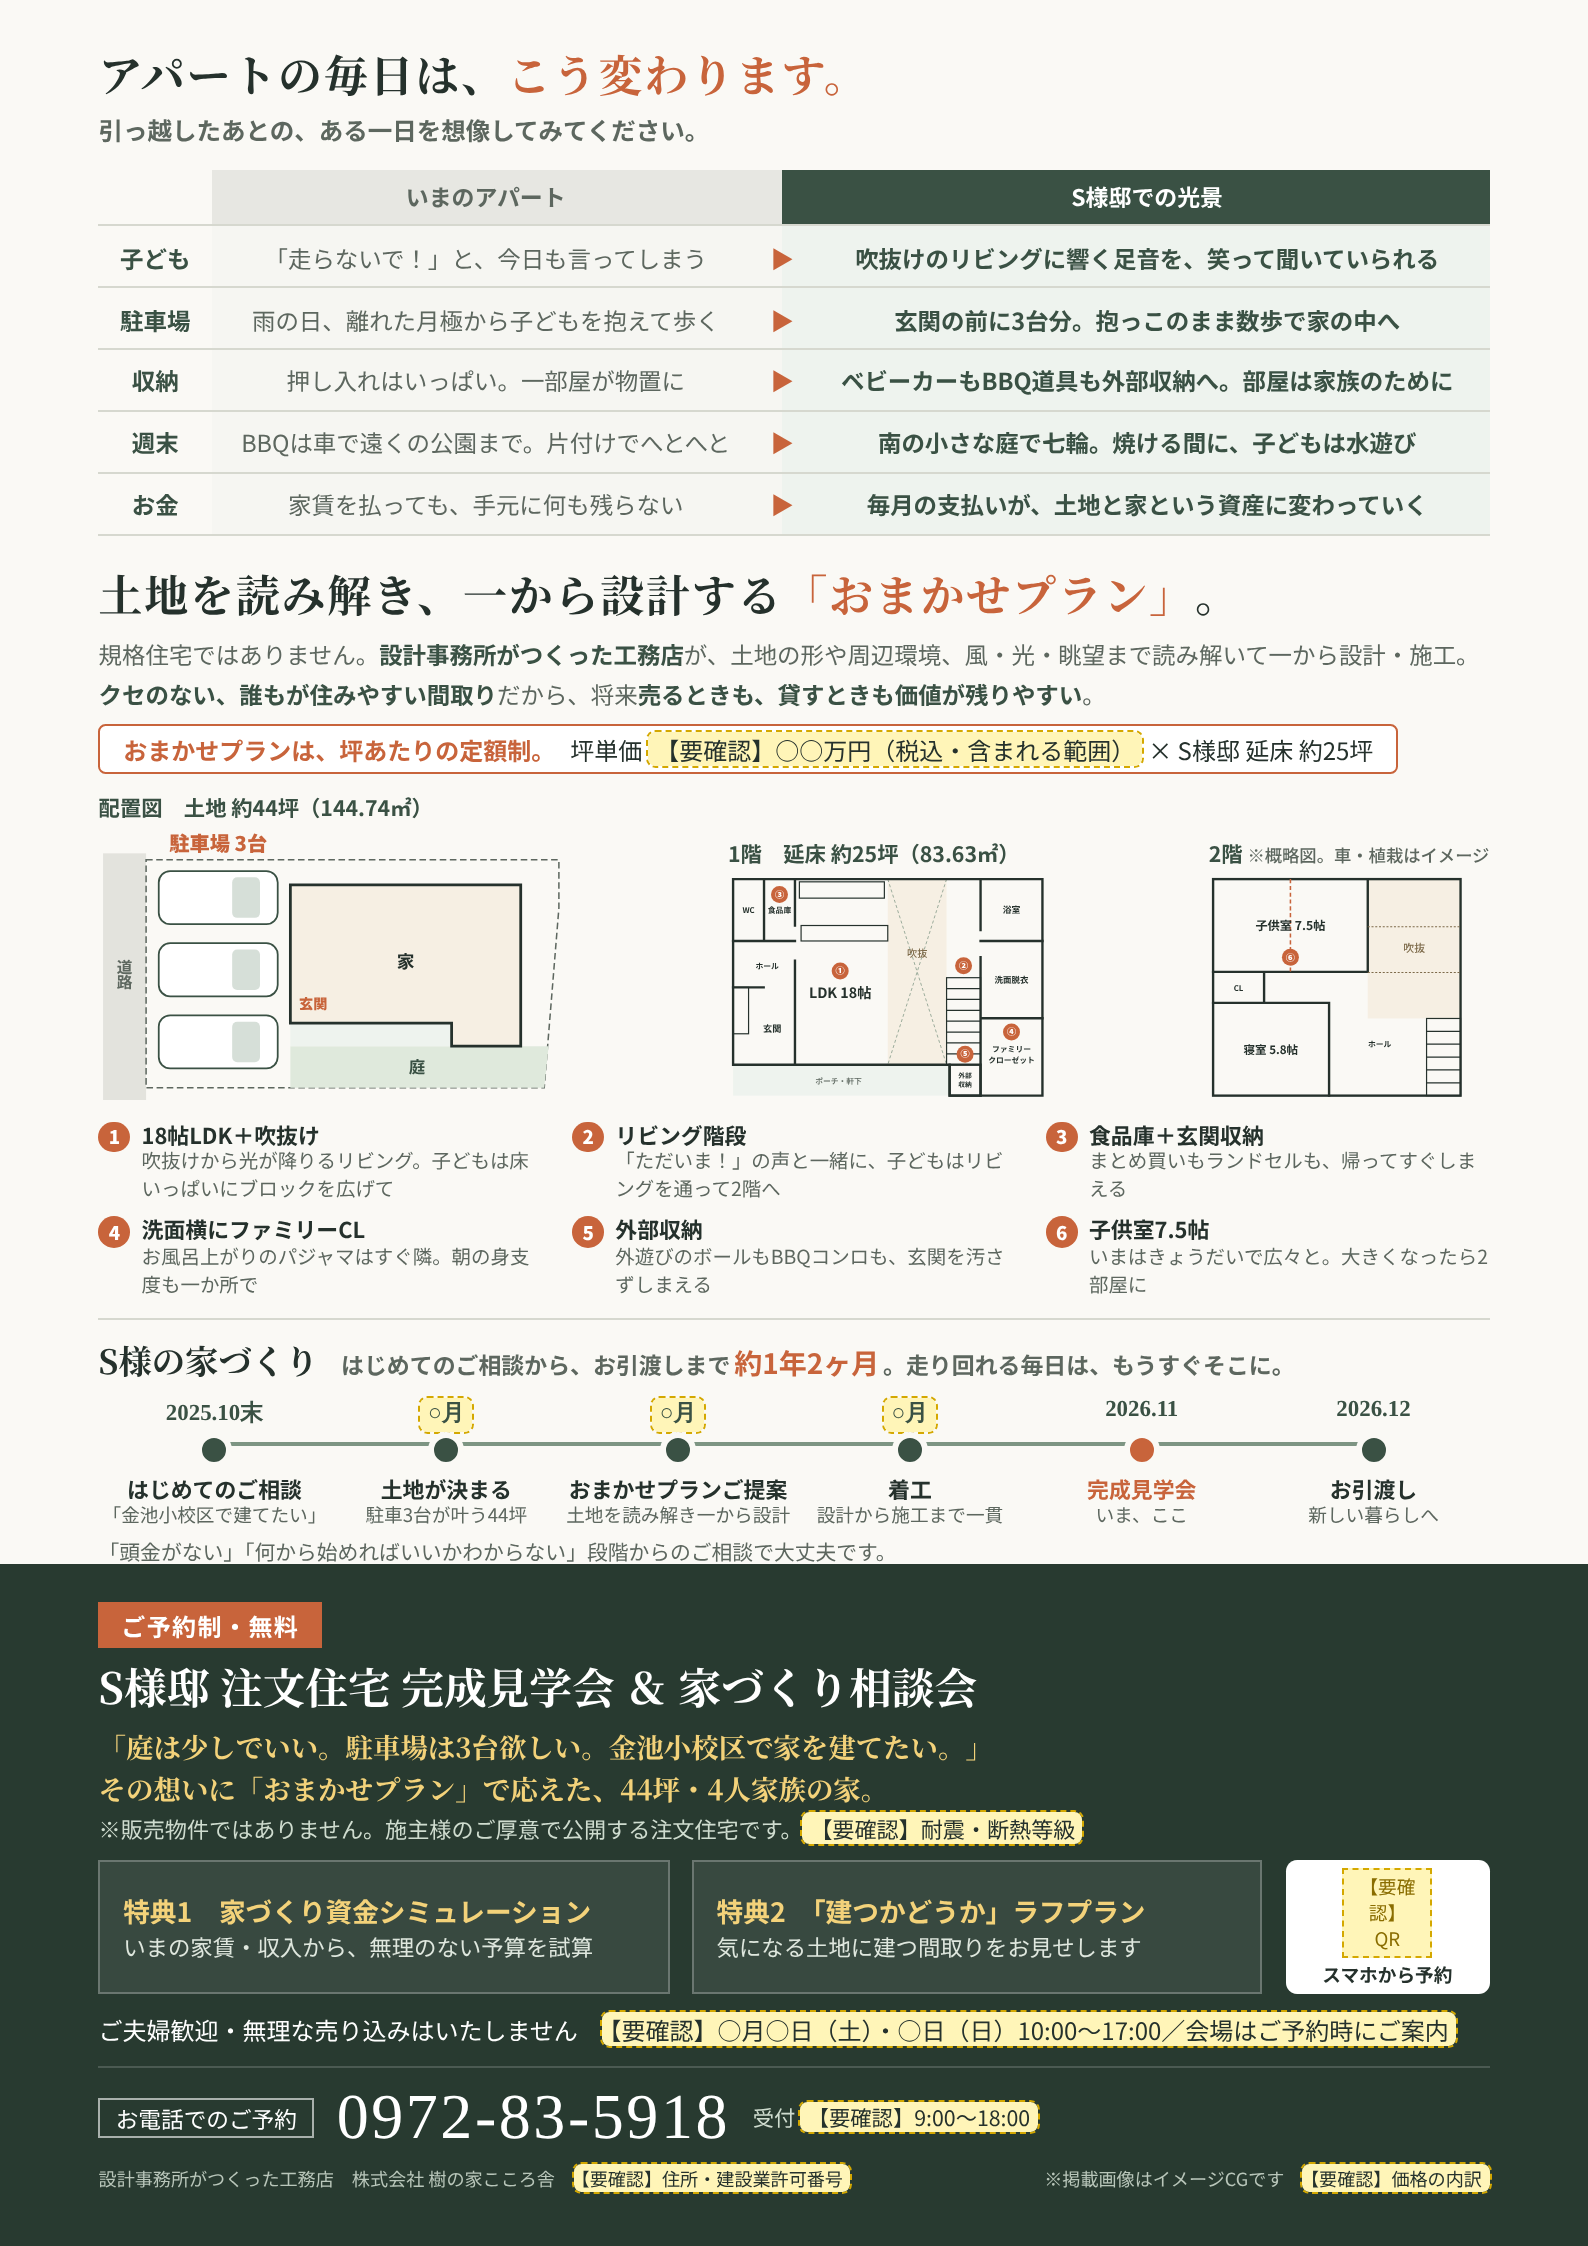 アパートの毎日は、こう変わります。
引っ越したあとの、ある一日を想像してみてください。
いまのアパート　S様邸での光景
子ども　「走らないで！」と、今日も言ってしまう　▶　吹抜けのリビングに響く足音を、笑って聞いていられる
駐車場　雨の日、離れた月極から子どもを抱えて歩く　▶　玄関の前に3台分。抱っこのまま数歩で家の中へ
収納　押し入れはいっぱい。一部屋が物置に　▶　ベビーカーもBBQ道具も外部収納へ。部屋は家族のために
週末　BBQは車で遠くの公園まで。片付けでへとへと　▶　南の小さな庭で七輪。焼ける間に、子どもは水遊び
お金　家賃を払っても、手元に何も残らない　▶　毎月の支払いが、土地と家という資産に変わっていく
土地を読み解き、一から設計する「おまかせプラン」。
規格住宅ではありません。設計事務所がつくった工務店が、土地の形や周辺環境、風・光・眺望まで読み解いて一から設計・施工。
クセのない、誰もが住みやすい間取りだから、将来売るときも、貸すときも価値が残りやすい。
おまかせプランは、坪あたりの定額制。　坪単価【要確認】○○万円（税込・含まれる範囲）× S様邸 延床 約25坪
配置図　土地 約44坪（144.74㎡）
駐車場 3台
道路
家
玄関
庭
1階　延床 約25坪（83.63㎡）
WC
③
食品庫
浴室
吹抜
ホール
①
②
LDK 18帖
洗面脱衣
玄関
④
ファミリー
クローゼット
⑤
外部
収納
ポーチ・軒下
2階 ※概略図。車・植栽はイメージ
子供室 7.5帖
吹抜
⑥
CL
寝室 5.8帖
ホール
1 18帖LDK＋吹抜け
吹抜けから光が降りるリビング。子どもは床
いっぱいにブロックを広げて
2 リビング階段
「ただいま！」の声と一緒に、子どもはリビ
ングを通って2階へ
3 食品庫＋玄関収納
まとめ買いもランドセルも、帰ってすぐしま
える
4 洗面横にファミリーCL
お風呂上がりのパジャマはすぐ隣。朝の身支
度も一か所で
5 外部収納
外遊びのボールもBBQコンロも、玄関を汚さ
ずしまえる
6 子供室7.5帖
いまはきょうだいで広々と。大きくなったら2
部屋に
S様の家づくり　はじめてのご相談から、お引渡しまで約1年2ヶ月。走り回れる毎日は、もうすぐそこに。
2025.10末　○月　○月　○月　2026.11　2026.12
はじめてのご相談　土地が決まる　おまかせプランご提案　着工　完成見学会　お引渡し
「金池小校区で建てたい」　駐車3台が叶う44坪　土地を読み解き一から設計　設計から施工まで一貫　いま、ここ　新しい暮らしへ
「頭金がない」「何から始めればいいかわからない」段階からのご相談で大丈夫です。
ご予約制・無料
S様邸 注文住宅 完成見学会 & 家づくり相談会
「庭は少しでいい。駐車場は3台欲しい。金池小校区で家を建てたい。」
その想いに「おまかせプラン」で応えた、44坪・4人家族の家。
※販売物件ではありません。施主様のご厚意で公開する注文住宅です。【要確認】耐震・断熱等級
特典1　家づくり資金シミュレーション
いまの家賃・収入から、無理のない予算を試算
特典2　「建つかどうか」ラフプラン
気になる土地に建つ間取りをお見せします
【要確
認】
QR
スマホから予約
ご夫婦歓迎・無理な売り込みはいたしません　【要確認】○月○日（土）・○日（日）10:00〜17:00／会場はご予約時にご案内
お電話でのご予約　0972-83-5918　受付【要確認】9:00〜18:00
設計事務所がつくった工務店　株式会社 樹の家こころ舎　【要確認】住所・建設業許可番号　※掲載画像はイメージCGです　【要確認】価格の内訳